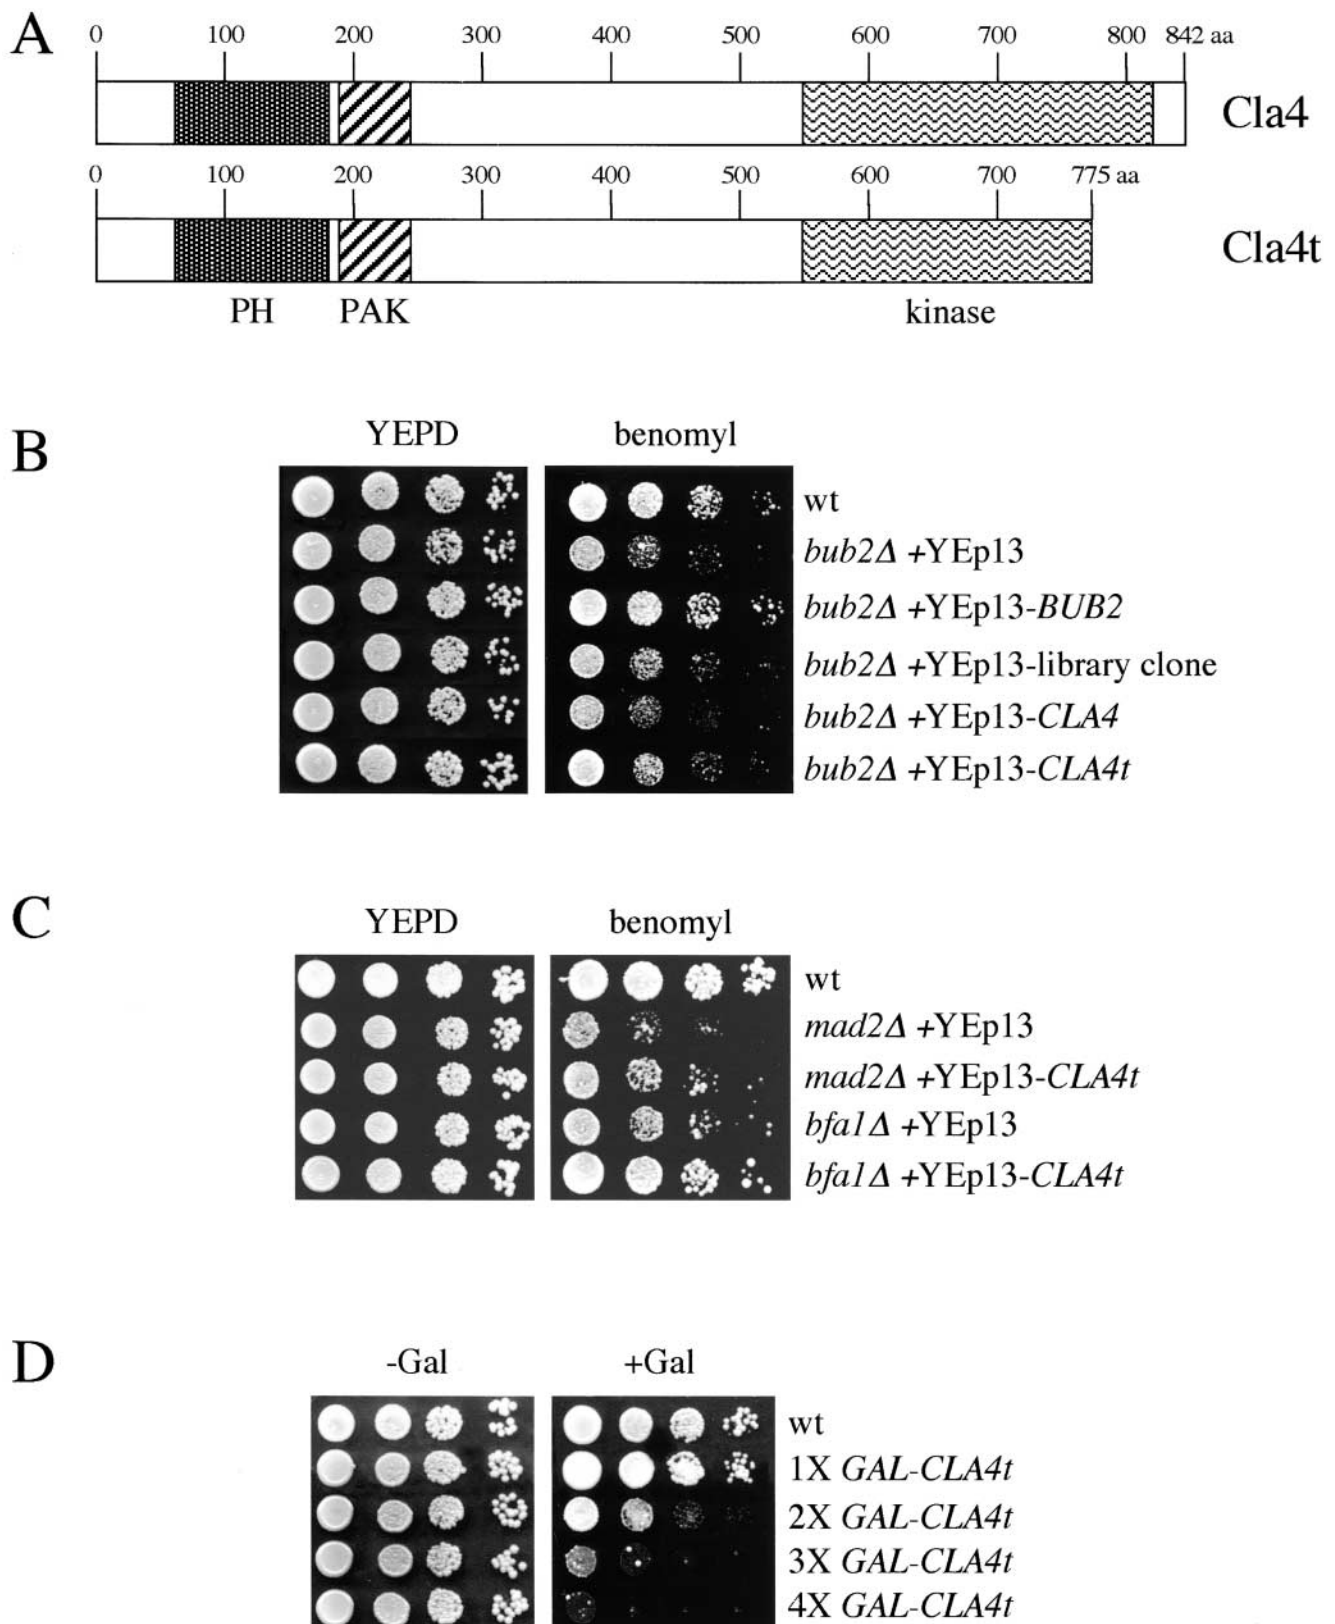 A
0 100 200 300 400 500 600 700 800 842 aa
Cla4
0 100 200 300 400 500 600 700 775 aa
Cla4t
PH PAK kinase
B
YEPD benomyl
wt
bub2Δ +YEp13
bub2Δ +YEp13-BUB2
bub2Δ +YEp13-library clone
bub2Δ +YEp13-CLA4
bub2Δ +YEp13-CLA4t
C
YEPD benomyl
wt
mad2Δ +YEp13
mad2Δ +YEp13-CLA4t
bfa1Δ +YEp13
bfa1Δ +YEp13-CLA4t
D
-Gal +Gal
wt
1X GAL-CLA4t
2X GAL-CLA4t
3X GAL-CLA4t
4X GAL-CLA4t